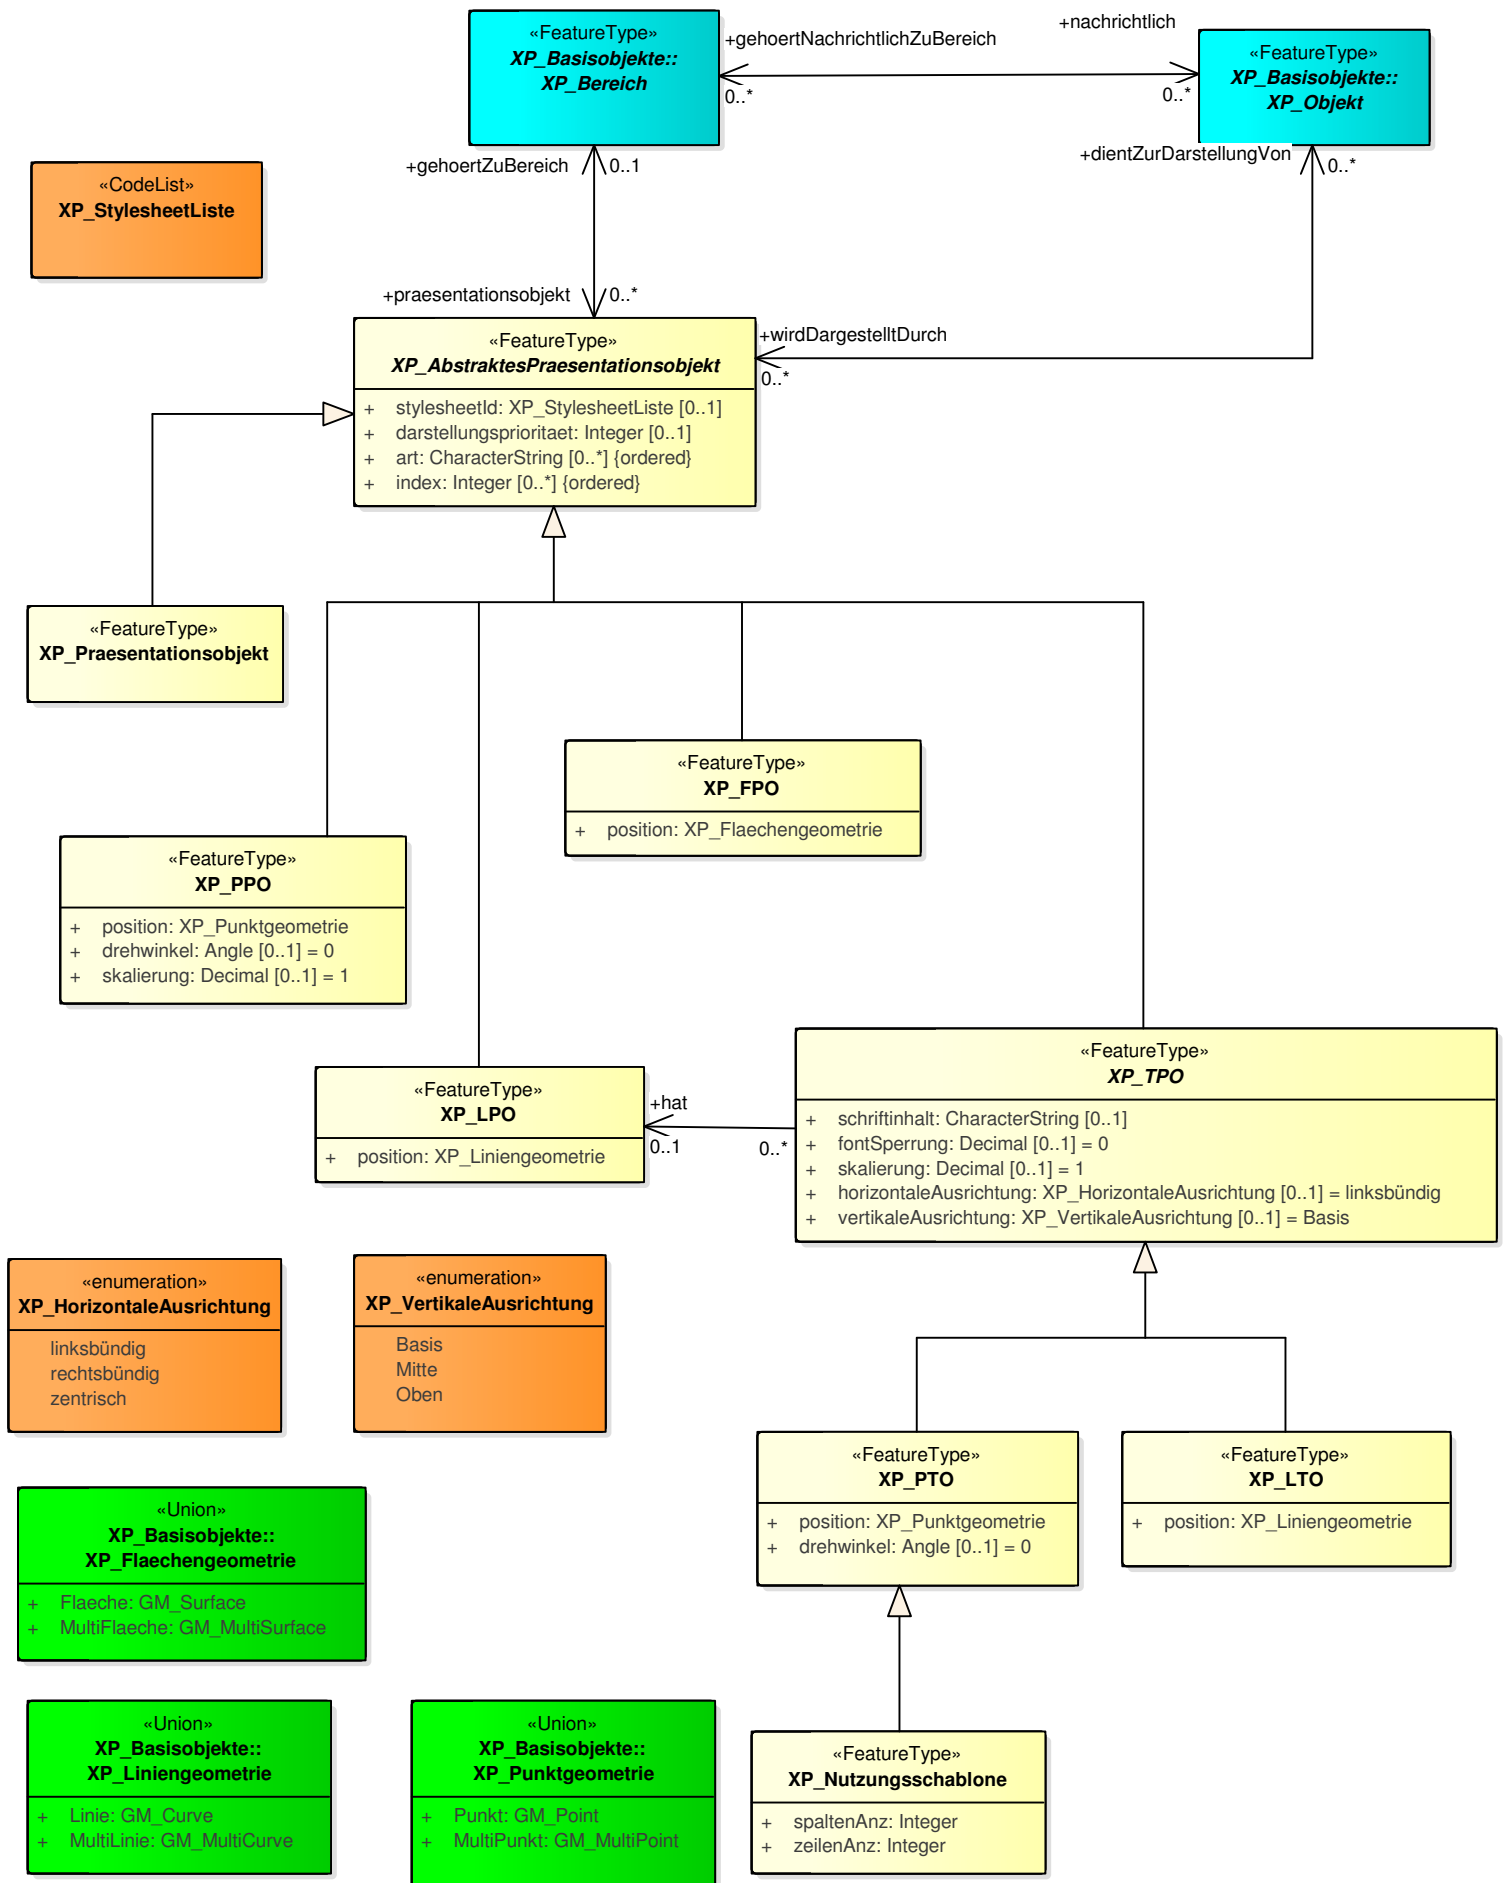 «FeatureType»
XP_Basisobjekte::
XP_Bereich
+gehoertNachrichtlichZuBereich
0..*
+nachrichtlich
0..*
«FeatureType»
XP_Basisobjekte::
XP_Objekt
+gehoertZuBereich
0..1
+dientZurDarstellungVon
0..*
«CodeList»
XP_StylesheetListe
+praesentationsobjekt
0..*
+wirdDargestelltDurch
0..*
«FeatureType»
XP_AbstraktesPraesentationsobjekt
+ stylesheetId: XP_StylesheetListe [0..1]
+ darstellungsprioritaet: Integer [0..1]
+ art: CharacterString [0..*] {ordered}
+ index: Integer [0..*] {ordered}
«FeatureType»
XP_Praesentationsobjekt
«FeatureType»
XP_FPO
+ position: XP_Flaechengeometrie
«FeatureType»
XP_PPO
+ position: XP_Punktgeometrie
+ drehwinkel: Angle [0..1] = 0
+ skalierung: Decimal [0..1] = 1
«FeatureType»
XP_LPO
+ position: XP_Liniengeometrie
+hat
0..1
0..*
«FeatureType»
XP_TPO
+ schriftinhalt: CharacterString [0..1]
+ fontSperrung: Decimal [0..1] = 0
+ skalierung: Decimal [0..1] = 1
+ horizontaleAusrichtung: XP_HorizontaleAusrichtung [0..1] = linksbündig
+ vertikaleAusrichtung: XP_VertikaleAusrichtung [0..1] = Basis
«enumeration»
XP_HorizontaleAusrichtung
linksbündig
rechtsbündig
zentrisch
«enumeration»
XP_VertikaleAusrichtung
Basis
Mitte
Oben
«FeatureType»
XP_PTO
+ position: XP_Punktgeometrie
+ drehwinkel: Angle [0..1] = 0
«FeatureType»
XP_LTO
+ position: XP_Liniengeometrie
«Union»
XP_Basisobjekte::
XP_Flaechengeometrie
+ Flaeche: GM_Surface
+ MultiFlaeche: GM_MultiSurface
«Union»
XP_Basisobjekte::
XP_Liniengeometrie
+ Linie: GM_Curve
+ MultiLinie: GM_MultiCurve
«Union»
XP_Basisobjekte::
XP_Punktgeometrie
+ Punkt: GM_Point
+ MultiPunkt: GM_MultiPoint
«FeatureType»
XP_Nutzungsschablone
+ spaltenAnz: Integer
+ zeilenAnz: Integer